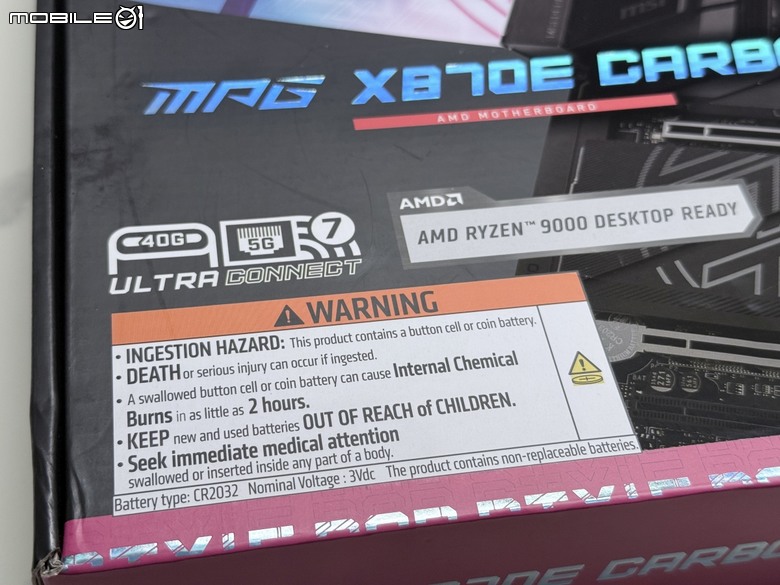 MOBILE01
msi
MPG X870E CARBO
AMD MOTHERBOARD
AMD
AMD RYZEN™ 9000 DESKTOP READY
40G 5G 7
ULTRA CONNECT
WARNING
• INGESTION HAZARD: This product contains a button cell or coin battery.
• DEATH or serious injury can occur if ingested.
• A swallowed button cell or coin battery can cause Internal Chemical
Burns in as little as 2 hours.
• KEEP new and used batteries OUT OF REACH of CHILDREN.
• Seek immediate medical attention
swallowed or inserted inside any part of a body.
Battery type: CR2032 Nominal Voltage : 3Vdc The product contains non-replaceable batteries.
X870E CARBO